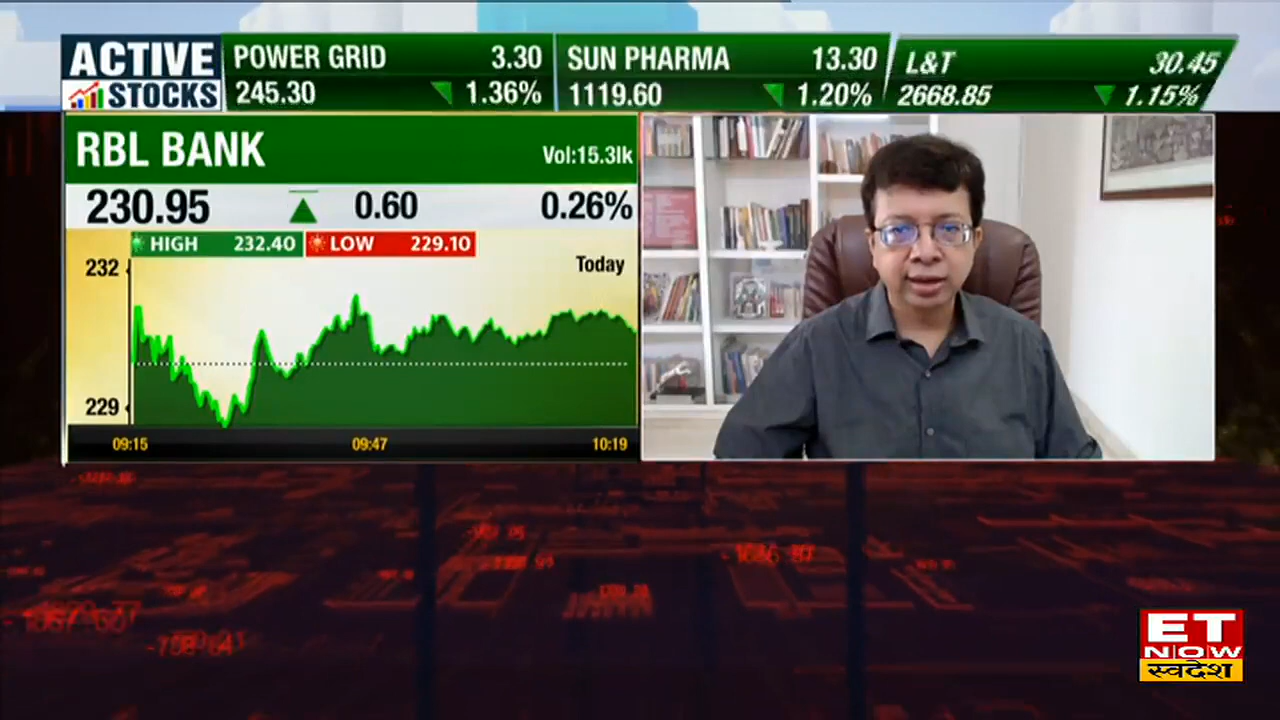 ACTIVE STOCKS
POWER GRID 3.30
245.30 1.36%
SUN PHARMA 13.30
1119.60 1.20%
L&T 30.45
2668.85 1.15%
RBL BANK Vol:15.3lk
230.95 0.60 0.26%
HIGH 232.40 LOW 229.10
Today
232
229
09:15 09:47 10:19
ET
NOW
स्वदेश